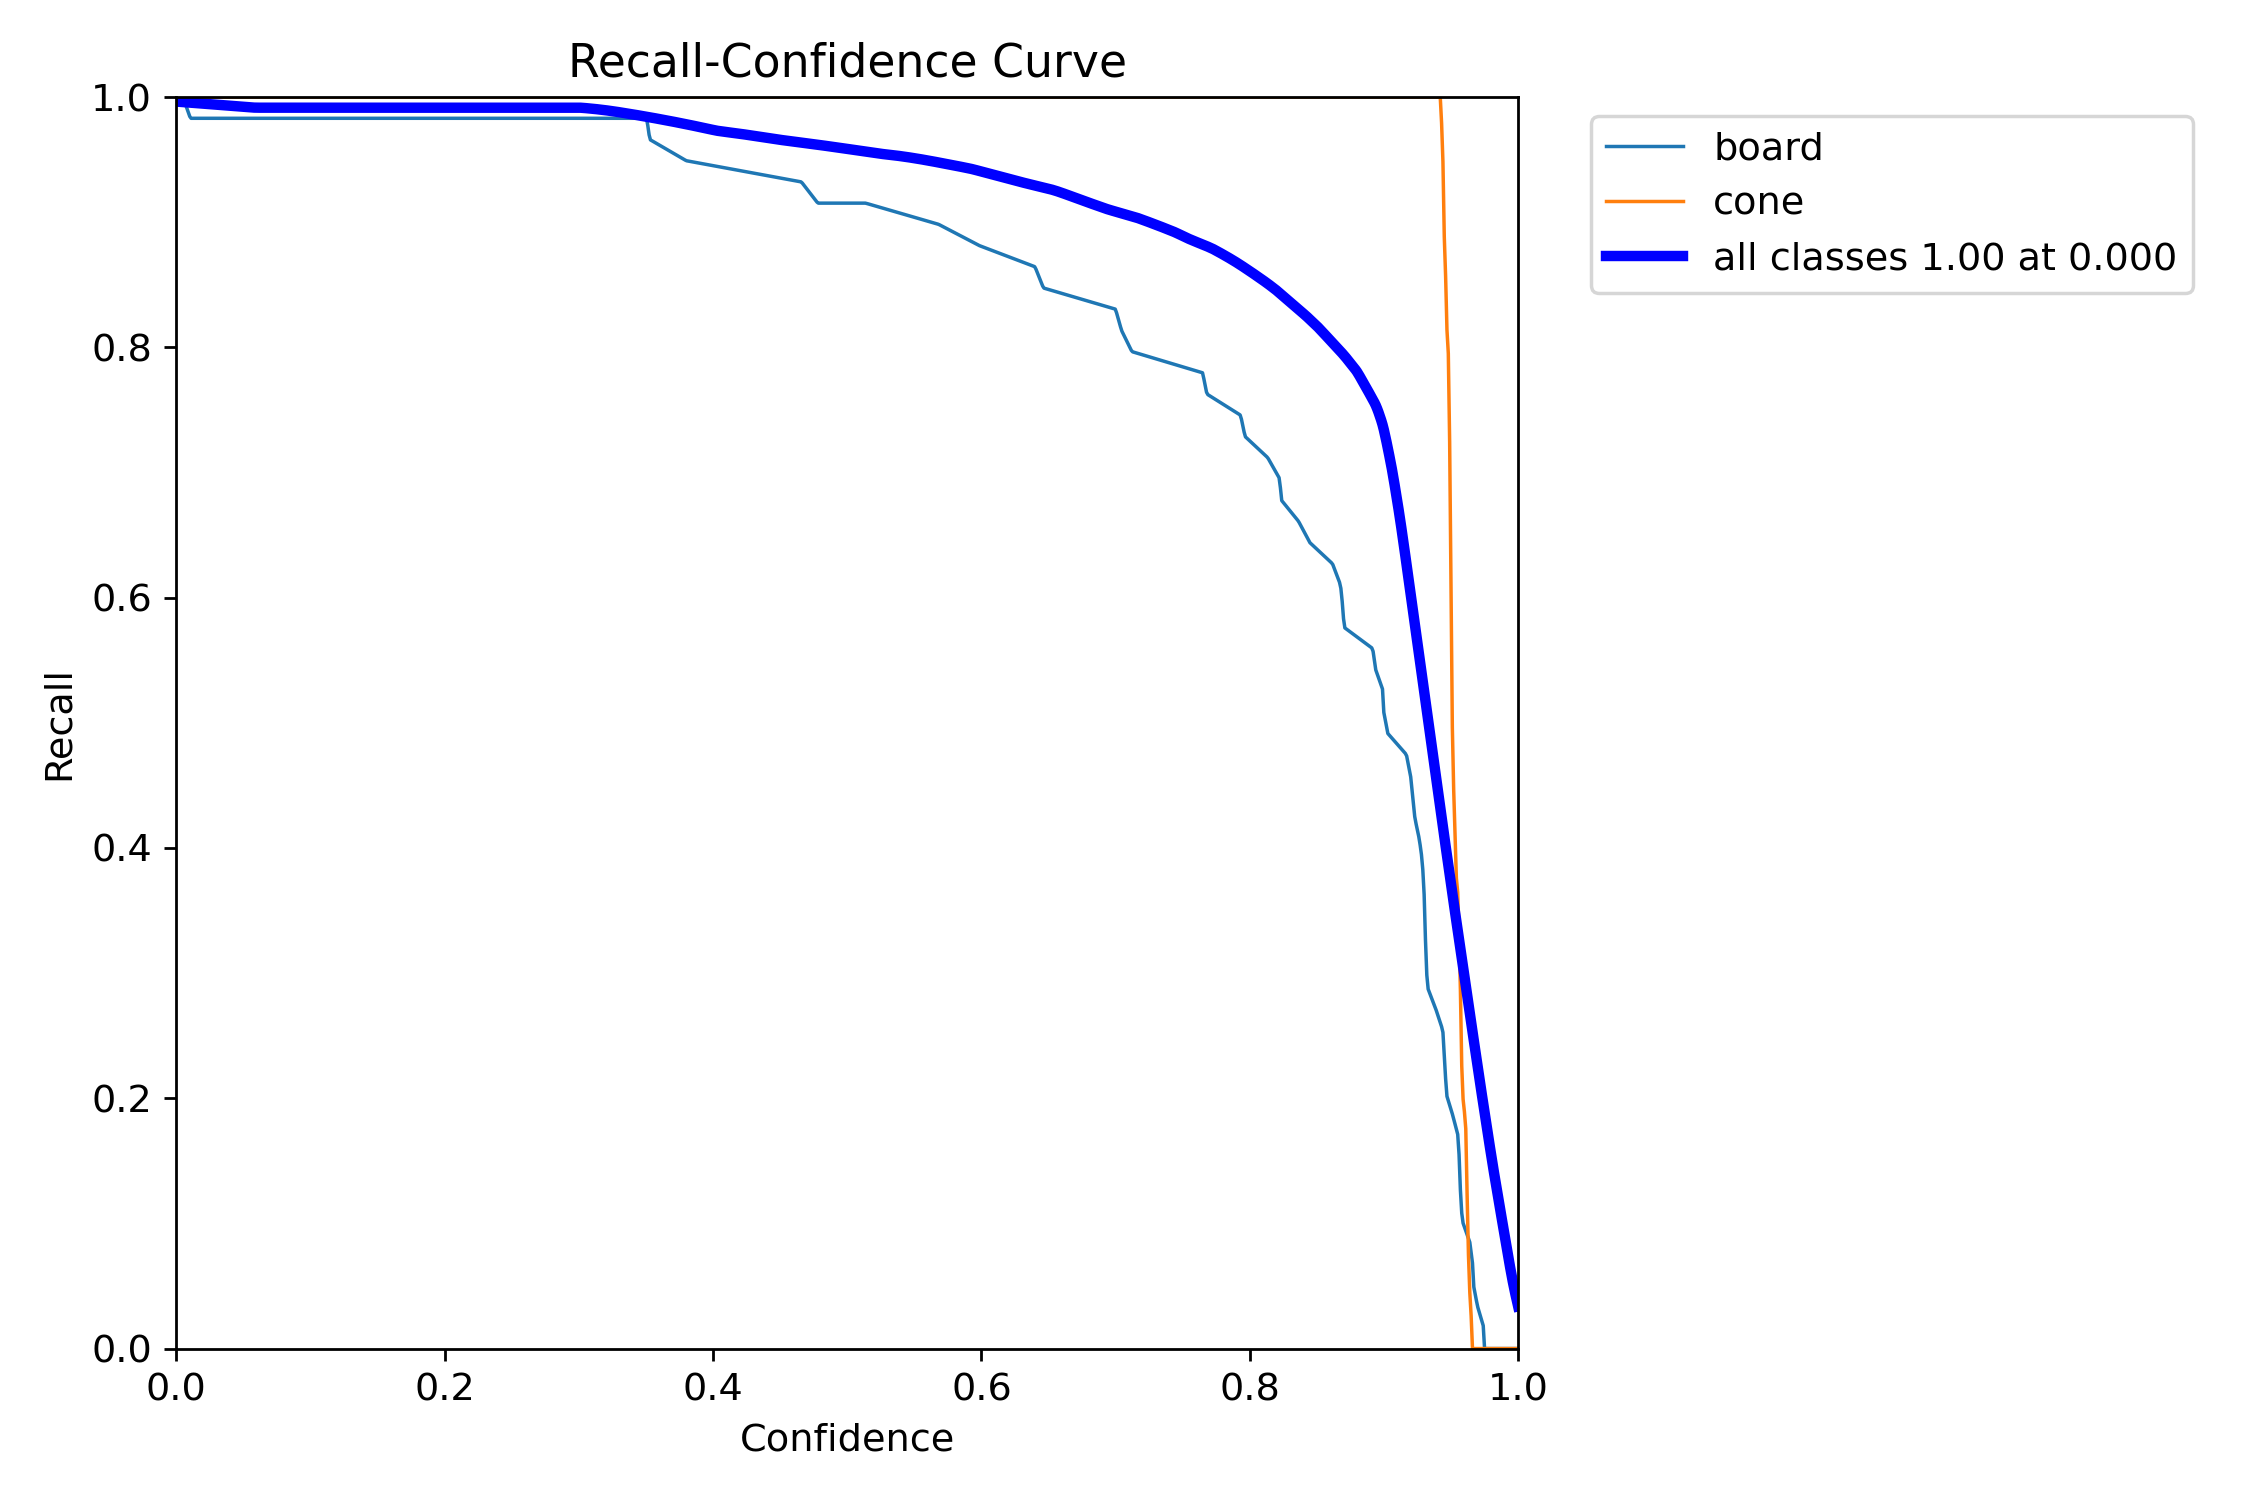 Recall-Confidence Curve
1.0
0.8
0.6
0.4
0.2
0.0
Recall
0.0 0.2 0.4 0.6 0.8 1.0
Confidence
board
cone
all classes 1.00 at 0.000